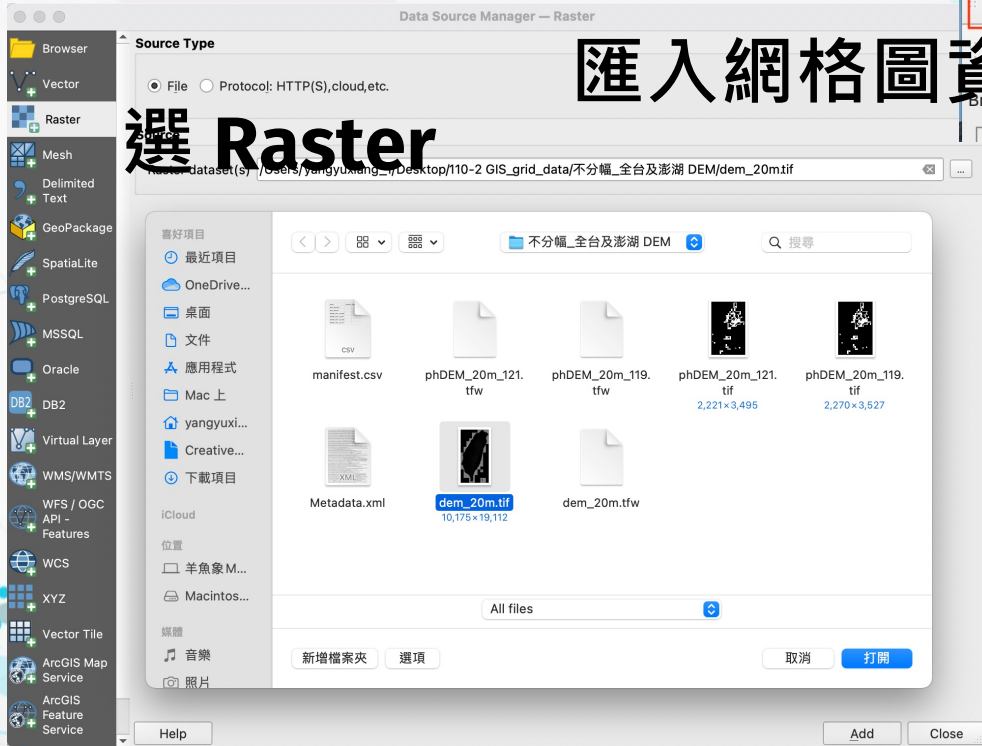 Data Source Manager — Raster
匯入網格圖
選 Raster
Browser
Vector
Raster
Mesh
Delimited
Text
GeoPackage
SpatiaLite
PostgreSQL
MSSQL
Oracle
DB2
DB2
Virtual Layer
WMS/WMTS
WFS / OGC
API -
Features
WCS
XYZ
Vector Tile
ArcGIS Map
Service
ArcGIS
Feature
Service
Source Type
File
Protocol: HTTP(S),cloud,etc.
Source
Raster dataset(s)
/Users/yangyuxiang_1/Desktop/110-2 GIS_grid_data/不分幅_全台及澎湖 DEM/dem_20m.tif
...
喜好項目
最近項目
OneDrive...
桌面
文件
應用程式
Mac 上
yangyuxi...
Creative...
下載項目
iCloud
位置
羊魚象 M...
Macintos...
媒體
音樂
照片
不分幅_全台及澎湖 DEM
搜尋
CSV
manifest.csv
phDEM_20m_121.
tfw
phDEM_20m_119.
tfw
phDEM_20m_121.
tif
2,221×3,495
phDEM_20m_119.
tif
2,270×3,527
XML
Metadata.xml
dem_20m.tif
10,175×19,112
dem_20m.tfw
All files
新增檔案夾
選項
取消
打開
Help
Add
Close